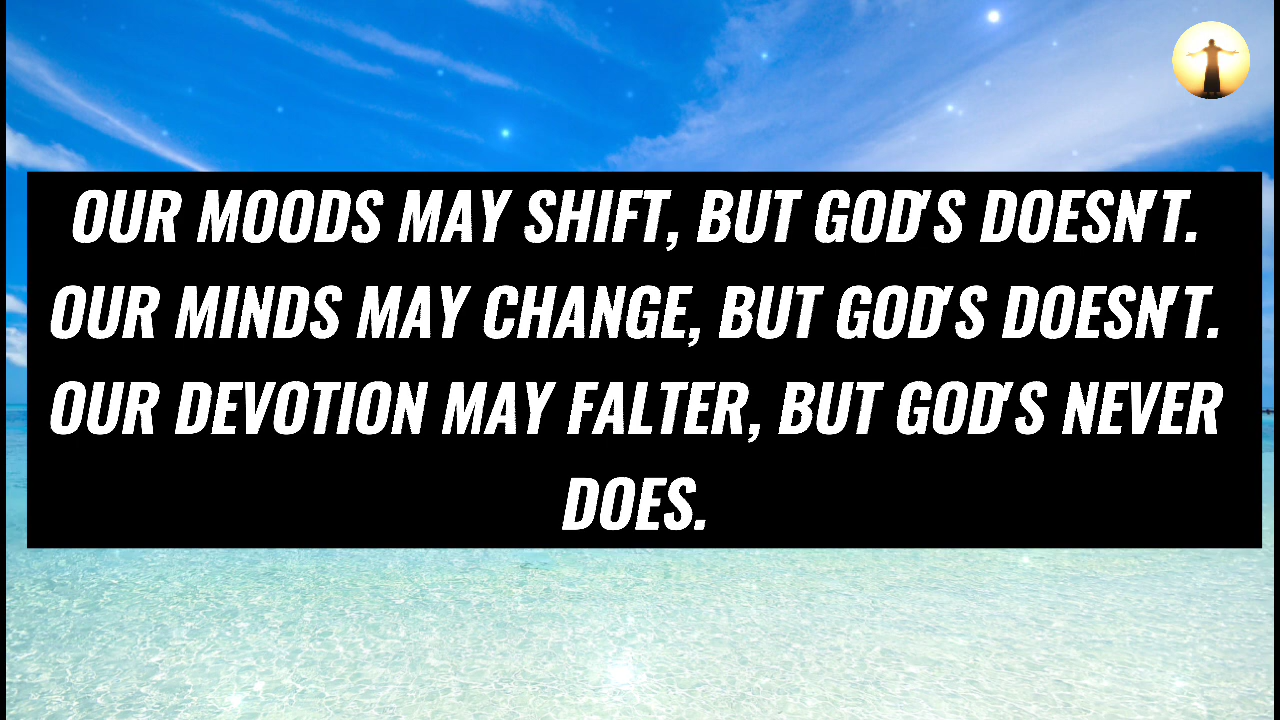 OUR MOODS MAY SHIFT, BUT GOD'S DOESN'T.
OUR MINDS MAY CHANGE, BUT GOD'S DOESN'T.
OUR DEVOTION MAY FALTER, BUT GOD'S NEVER
DOES.